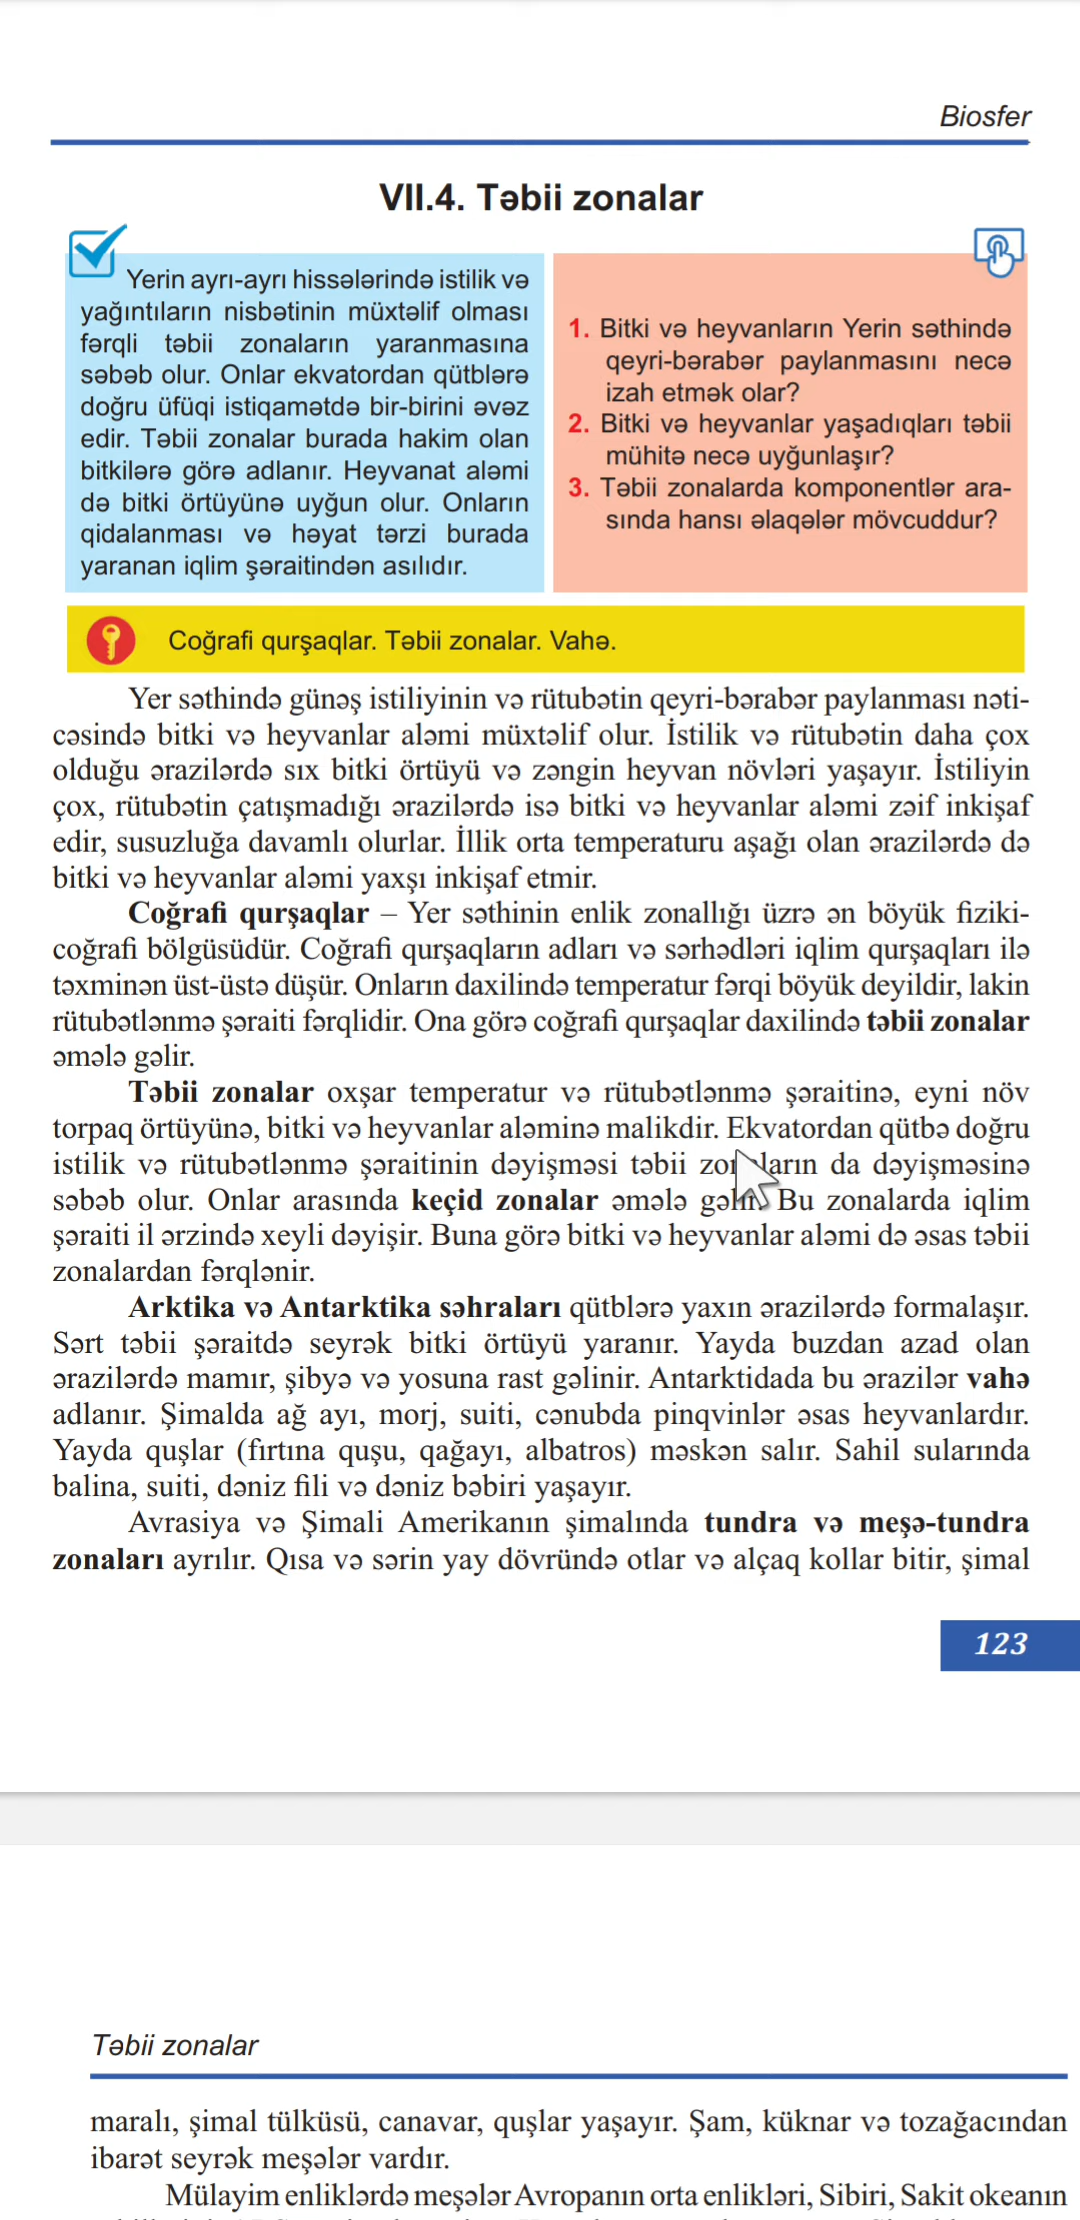 Biosfer
VII.4. Təbii zonalar
Yerin ayrı-ayrı hissələrində istilik və
yağıntıların nisbətinin müxtəlif olması
fərqli təbii zonaların yaranmasına
səbəb olur. Onlar ekvatordan qütblərə
doğru üfüqi istiqamətdə bir-birini əvəz
edir. Təbii zonalar burada hakim olan
bitkilərə görə adlanır. Heyvanat aləmi
də bitki örtüyünə uyğun olur. Onların
qidalanması və həyat tərzi burada
yaranan iqlim şəraitindən asılıdır.
1. Bitki və heyvanların Yerin səthində
qeyri-bərabər paylanmasını necə
izah etmək olar?
2. Bitki və heyvanlar yaşadıqları təbii
mühitə necə uyğunlaşır?
3. Təbii zonalarda komponentlər ara-
sında hansı əlaqələr mövcuddur?
Coğrafi qurşaqlar. Təbii zonalar. Vahə.
Yer səthində günəş istiliyinin və rütubətin qeyri-bərabər paylanması nəti-
cəsində bitki və heyvanlar aləmi müxtəlif olur. İstilik və rütubətin daha çox
olduğu ərazilərdə sıx bitki örtüyü və zəngin heyvan növləri yaşayır. İstiliyin
çox, rütubətin çatışmadığı ərazilərdə isə bitki və heyvanlar aləmi zəif inkişaf
edir, susuzluğa davamlı olurlar. İllik orta temperaturu aşağı olan ərazilərdə də
bitki və heyvanlar aləmi yaxşı inkişaf etmir.
Coğrafi qurşaqlar – Yer səthinin enlik zonallığı üzrə ən böyük fiziki-
coğrafi bölgüsüdür. Coğrafi qurşaqların adları və sərhədləri iqlim qurşaqları ilə
təxminən üst-üstə düşür. Onların daxilində temperatur fərqi böyük deyildir, lakin
rütubətlənmə şəraiti fərqlidir. Ona görə coğrafi qurşaqlar daxilində təbii zonalar
əmələ gəlir.
Təbii zonalar oxşar temperatur və rütubətlənmə şəraitinə, eyni növ
torpaq örtüyünə, bitki və heyvanlar aləminə malikdir. Ekvatordan qütbə doğru
istilik və rütubətlənmə şəraitinin dəyişməsi təbii zonaların da dəyişməsinə
səbəb olur. Onlar arasında keçid zonalar əmələ gəlir. Bu zonalarda iqlim
şəraiti il ərzində xeyli dəyişir. Buna görə bitki və heyvanlar aləmi də əsas təbii
zonalardan fərqlənir.
Arktika və Antarktika səhraları qütblərə yaxın ərazilərdə formalaşır.
Sərt təbii şəraitdə seyrək bitki örtüyü yaranır. Yayda buzdan azad olan
ərazilərdə mamır, şibyə və yosuna rast gəlinir. Antarktidada bu ərazilər vahə
adlanır. Şimalda ağ ayı, morj, suiti, cənubda pinqvinlər əsas heyvanlardır.
Yayda quşlar (fırtına quşu, qağayı, albatros) məskən salır. Sahil sularında
balina, suiti, dəniz fili və dəniz bəbiri yaşayır.
Avrasiya və Şimali Amerikanın şimalında tundra və meşə-tundra
zonaları ayrılır. Qısa və sərin yay dövründə otlar və alçaq kollar bitir, şimal
123
Təbii zonalar
maralı, şimal tülküsü, canavar, quşlar yaşayır. Şam, küknar və tozağacından
ibarət seyrək meşələr vardır.
Mülayim enliklərdə meşələr Avropanın orta enlikləri, Sibiri, Sakit okeanın